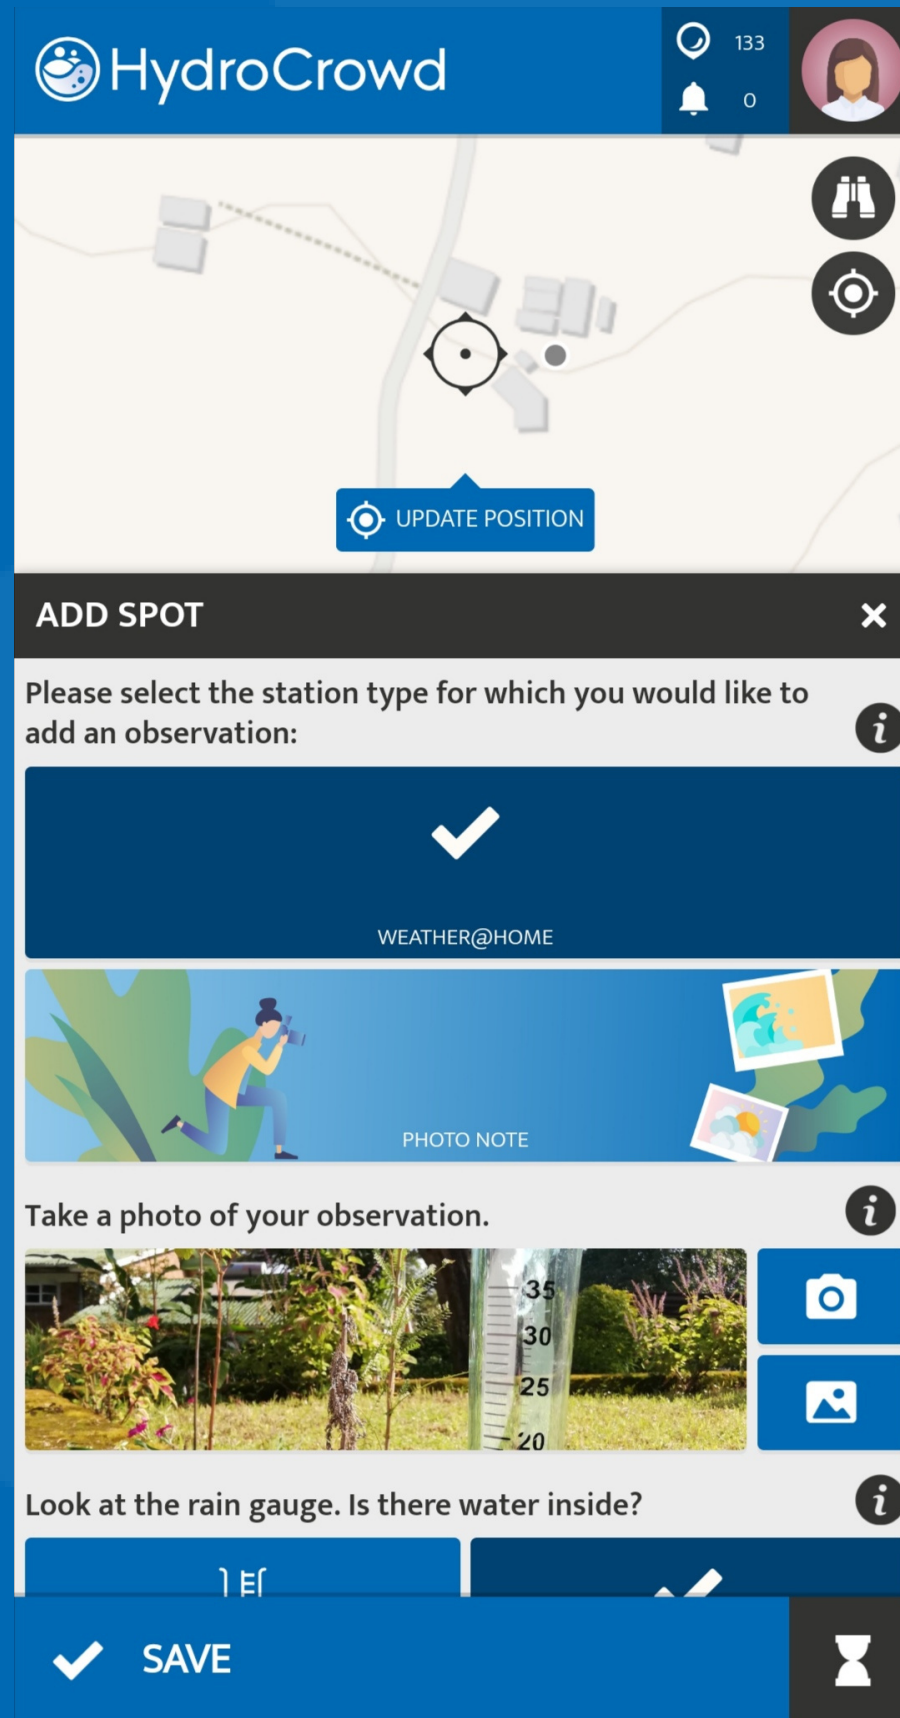 HydroCrowd
133
0
UPDATE POSITION
ADD SPOT
Please select the station type for which you would like to
add an observation:
WEATHER@HOME
PHOTO NOTE
Take a photo of your observation.
35
30
25
20
Look at the rain gauge. Is there water inside?
SAVE